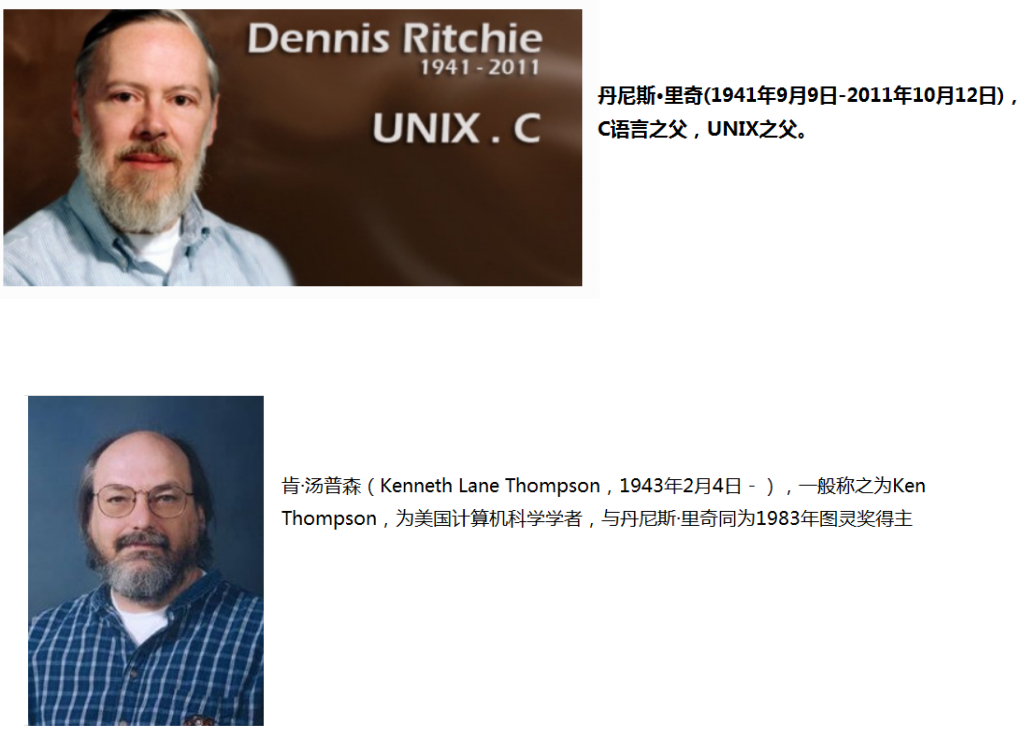 Dennis Ritchie
1941 - 2011
UNIX . C
丹尼斯•里奇(1941年9月9日-2011年10月12日)，
C语言之父，UNIX之父。
肯·汤普森（Kenneth Lane Thompson，1943年2月4日－），一般称之为Ken
Thompson，为美国计算机科学学者，与丹尼斯·里奇同为1983年图灵奖得主